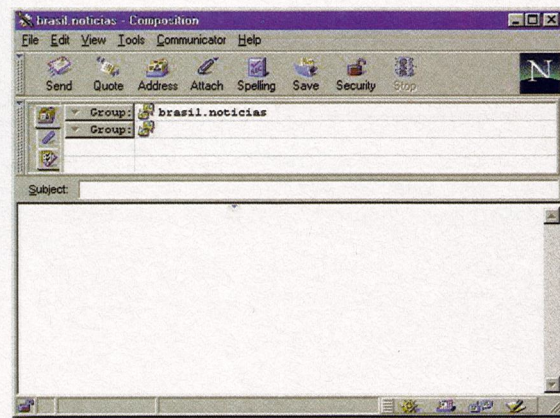 brasil.noticias - Composition
File Edit View Tools Communicator Help
Send Quote Address Attach Spelling Save Security Stop
N
Group: brasil.noticias
Group:
Subject: